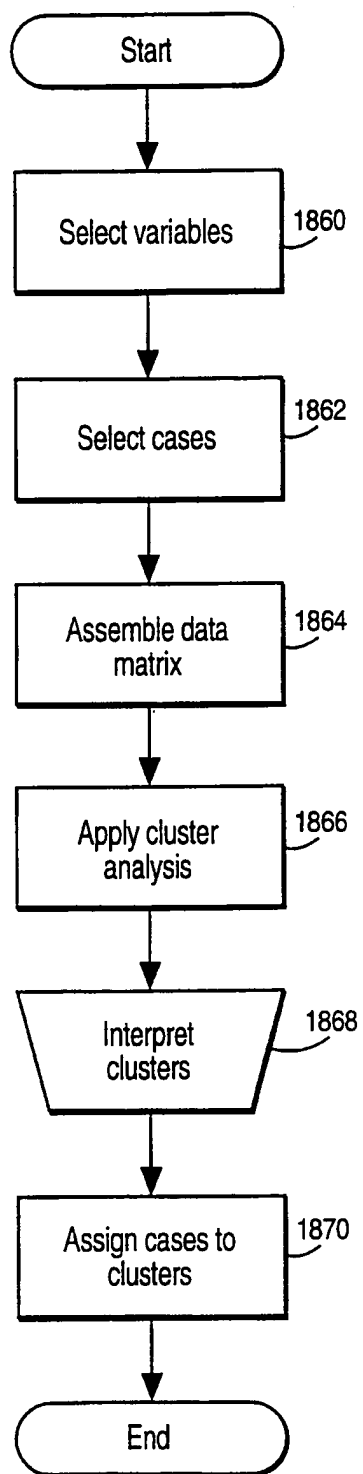 Start
Select variables
1860
Select cases
1862
Assemble data
matrix
1864
Apply cluster
analysis
1866
Interpret
clusters
1868
Assign cases to
clusters
1870
End